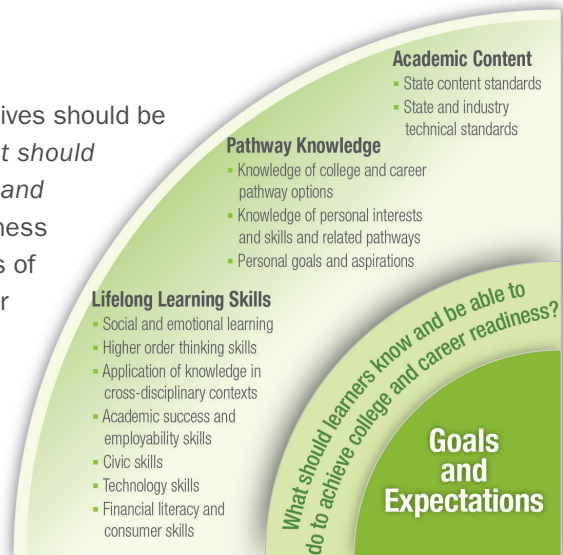 ives should be
t should
and
ness
s of
r
Academic Content
▪ State content standards
▪ State and industry
technical standards
Pathway Knowledge
▪ Knowledge of college and career
pathway options
▪ Knowledge of personal interests
and skills and related pathways
▪ Personal goals and aspirations
Lifelong Learning Skills
▪ Social and emotional learning
▪ Higher order thinking skills
▪ Application of knowledge in
cross-disciplinary contexts
▪ Academic success and
employability skills
▪ Civic skills
▪ Technology skills
▪ Financial literacy and
consumer skills
What should learners know and be able to
do to achieve college and career readiness?
Goals
and
Expectations